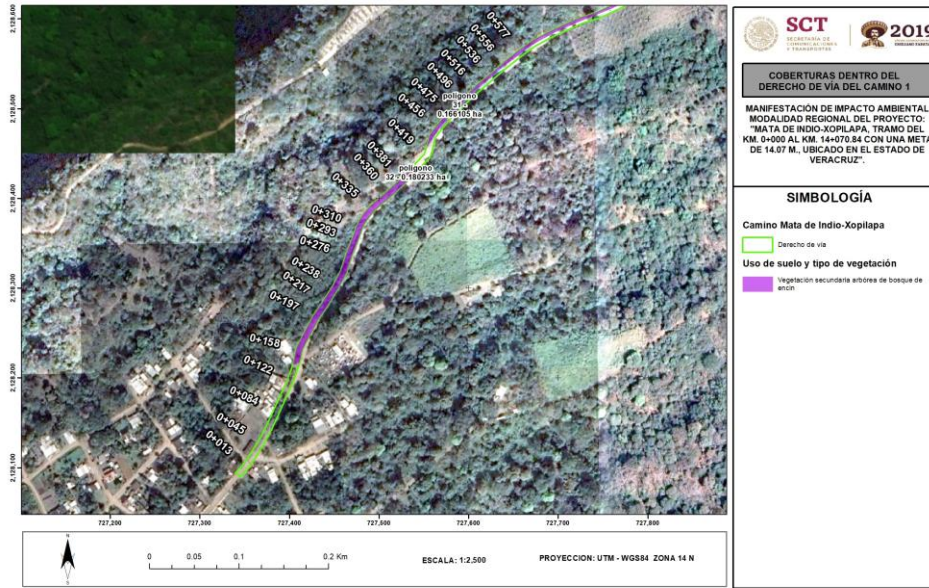 2,128,600
2,128,500
2,128,400
2,128,300
2,128,200
2,128,100
0+577
0+556
0+536
0+516
0+496
0+475
0+456
0+419
0+381
0+360
0+335
0+310
0+293
0+276
0+238
0+217
0+197
0+158
0+122
0+084
0+045
0+013
poligono
31 -
0.166105 ha
poligono
32 - 0.180233 ha
727,200
727,300
727,400
727,500
727,600
727,700
727,800
N
S
0
0.05
0.1
0.2 Km
ESCALA: 1:2,500
PROYECCION: UTM - WGS84 ZONA 14 N
SCT
SECRETARÍA DE
COMUNICACIONES
Y TRANSPORTES
2019
COBERTURAS DENTRO DEL
DERECHO DE VÍA DEL CAMINO 1
MANIFESTACIÓN DE IMPACTO AMBIENTAL
MODALIDAD REGIONAL DEL PROYECTO:
"MATA DE INDIO-XOPILAPA, TRAMO DEL
KM. 0+000 AL KM. 14+070.84 CON UNA META
DE 14.07 M., UBICADO EN EL ESTADO DE
VERACRUZ".
SIMBOLOGÍA
Camino Mata de Indio-Xopilapa
Derecho de vía
Uso de suelo y tipo de vegetación
Vegetación secundaria arbórea de bosque de
encin